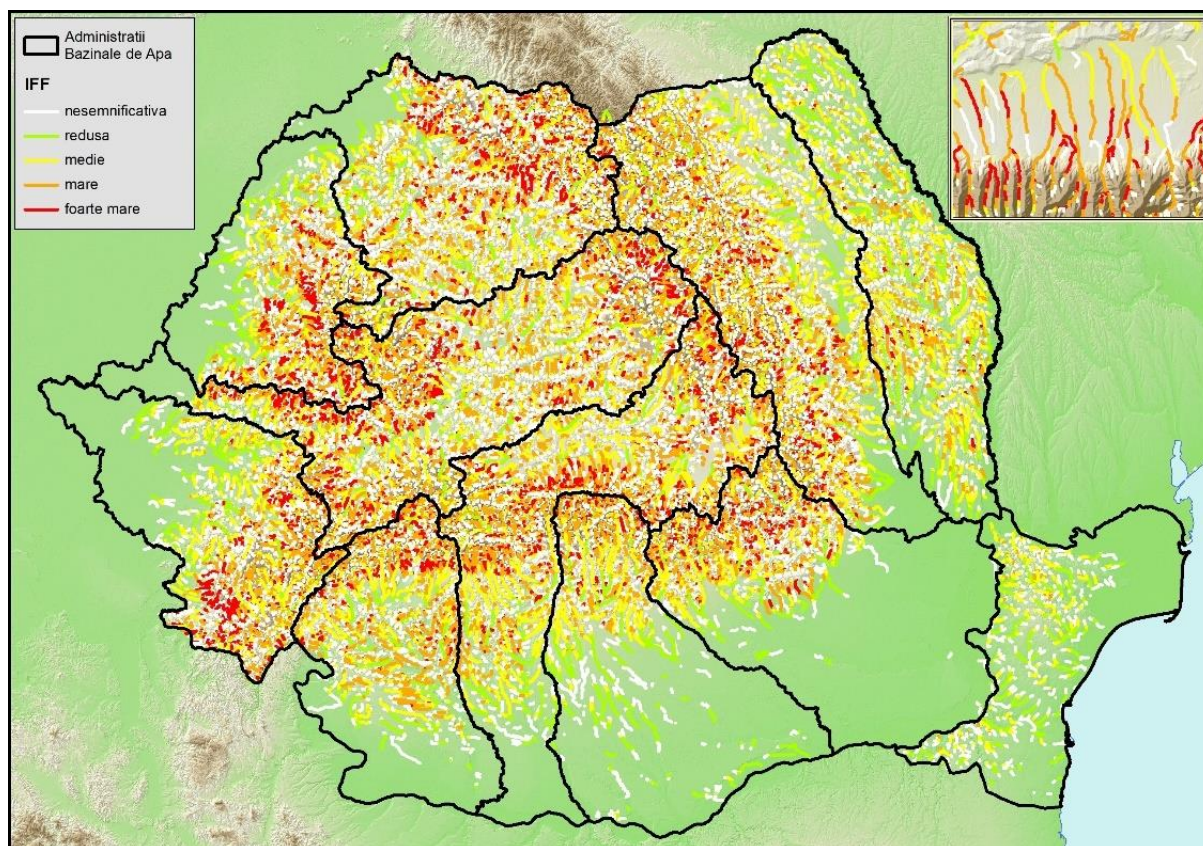 Administratii
Bazinale de Apa
IFF
nesemnificativa
redusa
medie
mare
foarte mare